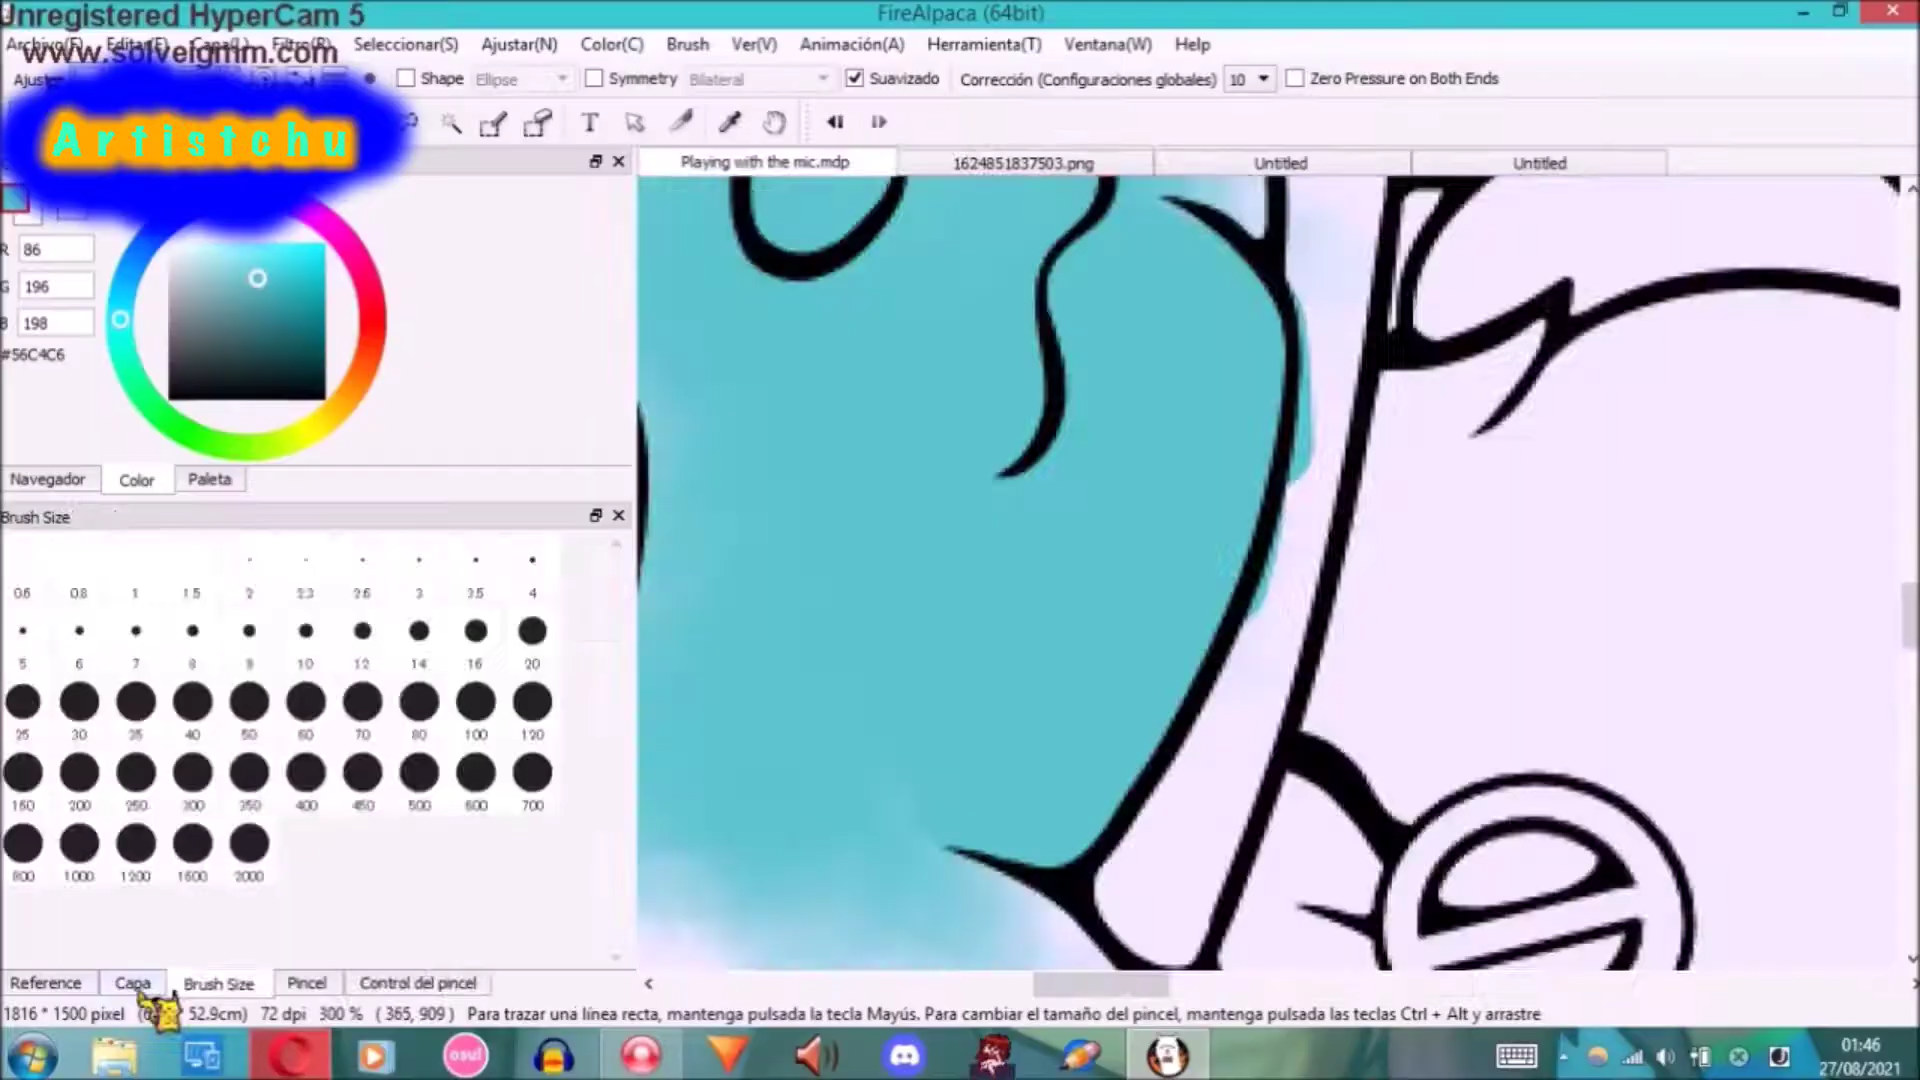 Unregistered HyperCam 5
FireAlpaca (64bit)
Archivo(F) Editar(E) Capa(L) Filtro(R) Seleccionar(S) Ajustar(N) Color(C) Brush Ver(V) Animación(A) Herramienta(T) Ventana(W) Help
www.solveigmm.com
Shape Ellipse Symmetry Bilateral Suavizado Corrección (Configuraciones globales) 10 Zero Pressure on Both Ends
Artistchu
Playing with the mic.mdp 1624851837503.png Untitled Untitled
R 86
G 196
B 198
#56C4C6
Navegador Color Paleta
Brush Size
0.6 0.8 1 1.5 2 2.3 2.6 3 3.5 4
5 6 7 8 9 10 12 14 16 20
25 30 35 40 50 60 70 80 100 120
160 200 250 300 350 400 450 500 600 700
800 1000 1200 1600 2000
Reference Capa Brush Size Pincel Control del pincel
1816 * 1500 pixel 52.9cm) 72 dpi 300 % ( 365, 909 ) Para trazar una línea recta, mantenga pulsada la tecla Mayús. Para cambiar el tamaño del pincel, mantenga pulsada las teclas Ctrl + Alt y arrastre
osu!
01:46
27/08/2021